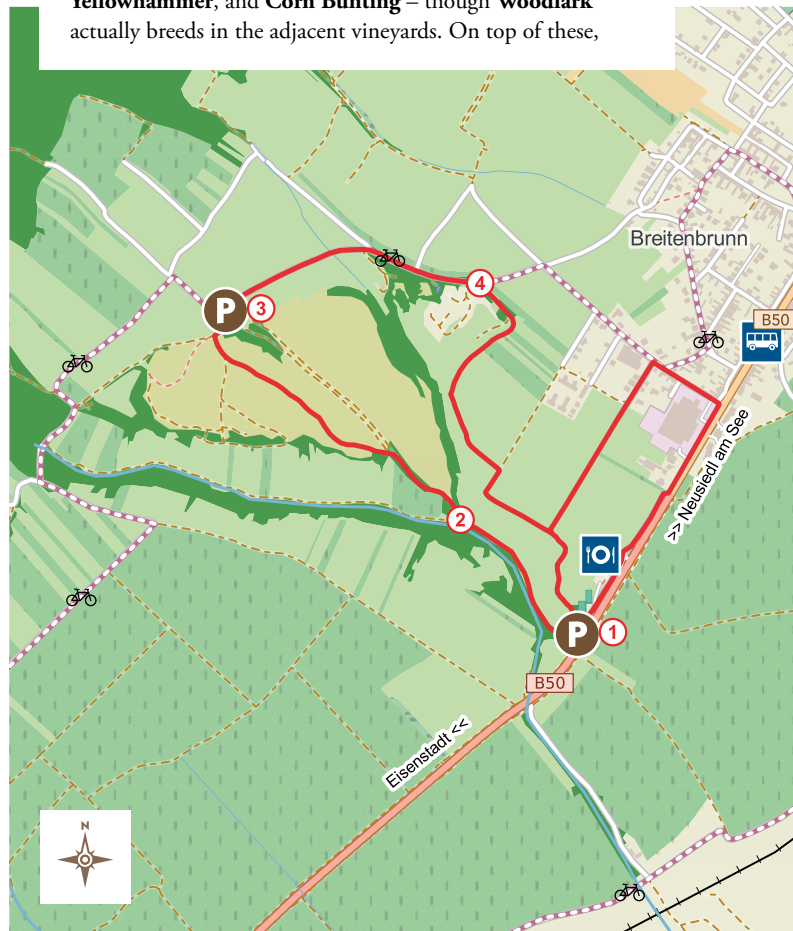 Yellowhammer, and Corn Bunting – though Woodlark
actually breeds in the adjacent vineyards. On top of these,
Breitenbrunn
B50
P 3
4
>> Neusiedl am See
2
P 1
B50
Eisenstadt <<
N